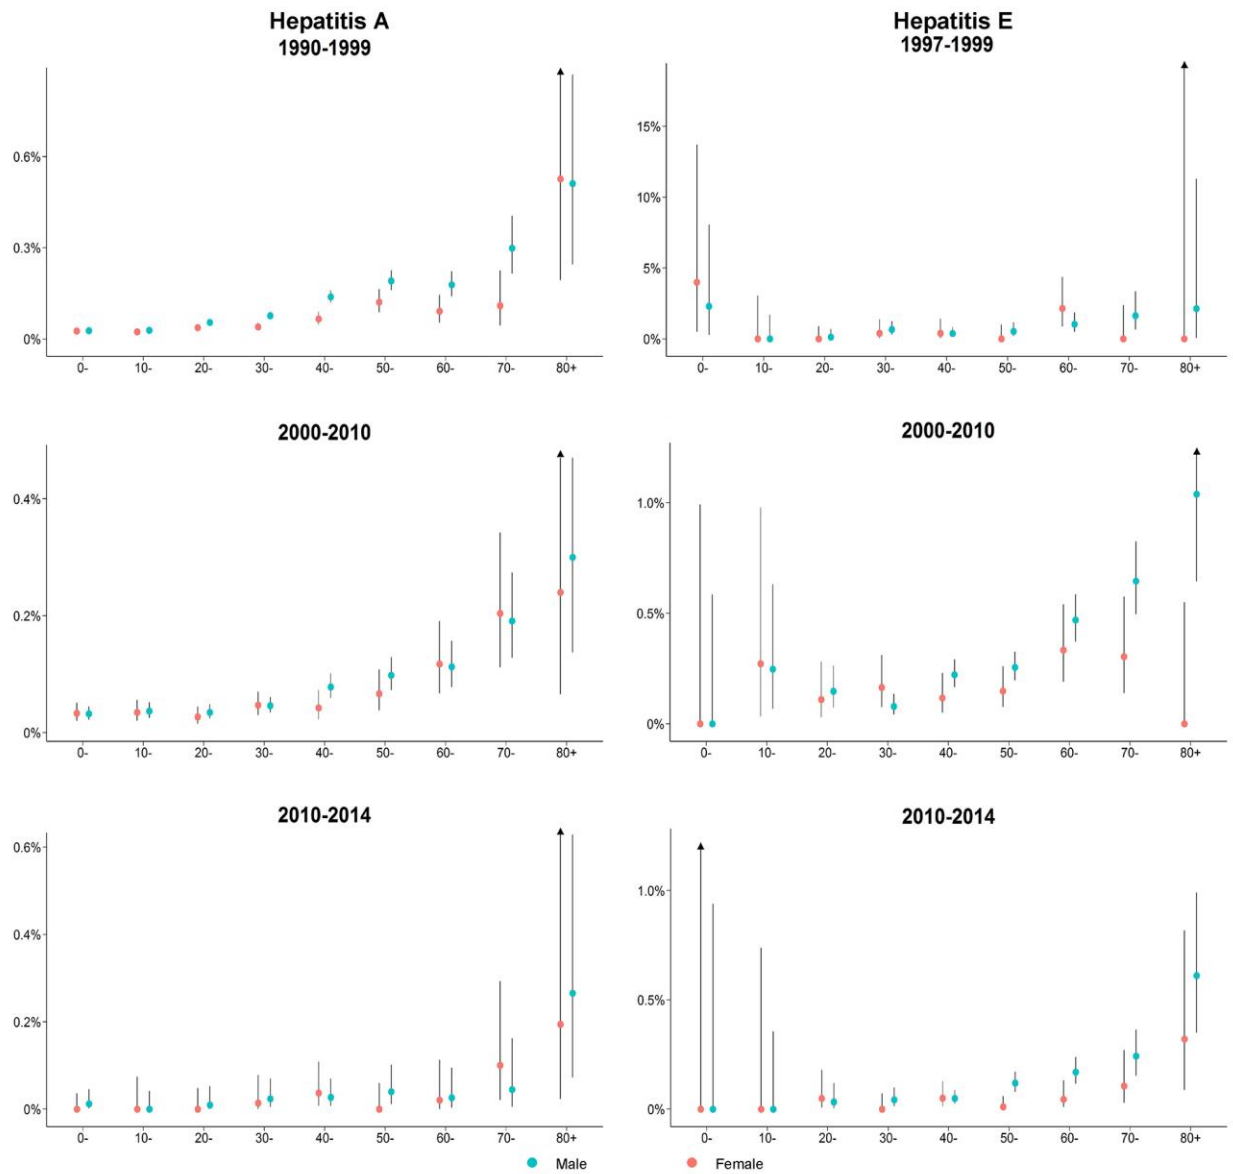 Hepatitis A
1990-1999
0.6%
0.3%
0%
0- 10- 20- 30- 40- 50- 60- 70- 80+
Hepatitis E
1997-1999
15%
10%
5%
0%
0- 10- 20- 30- 40- 50- 60- 70- 80+
2000-2010
0.4%
0.2%
0%
0- 10- 20- 30- 40- 50- 60- 70- 80+
2000-2010
1.0%
0.5%
0%
0- 10- 20- 30- 40- 50- 60- 70- 80+
2010-2014
0.6%
0.4%
0.2%
0%
0- 10- 20- 30- 40- 50- 60- 70- 80+
2010-2014
1.0%
0.5%
0%
0- 10- 20- 30- 40- 50- 60- 70- 80+
Male Female